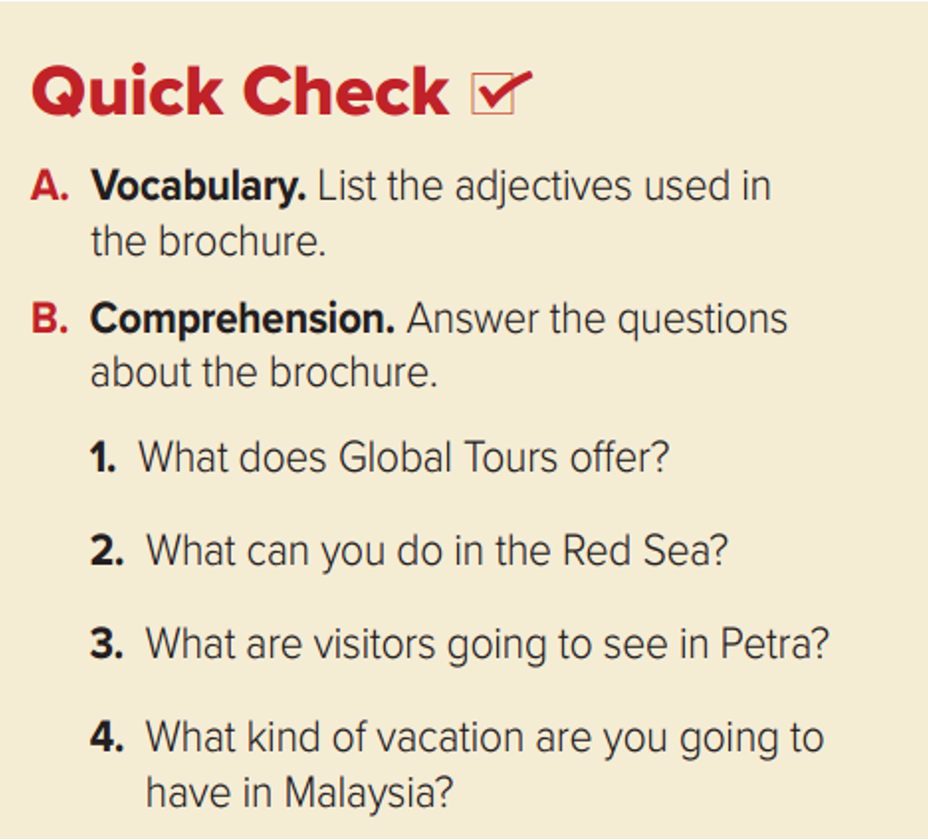 Quick Check
A. Vocabulary. List the adjectives used in
the brochure.
B. Comprehension. Answer the questions
about the brochure.
1. What does Global Tours offer?
2. What can you do in the Red Sea?
3. What are visitors going to see in Petra?
4. What kind of vacation are you going to
have in Malaysia?